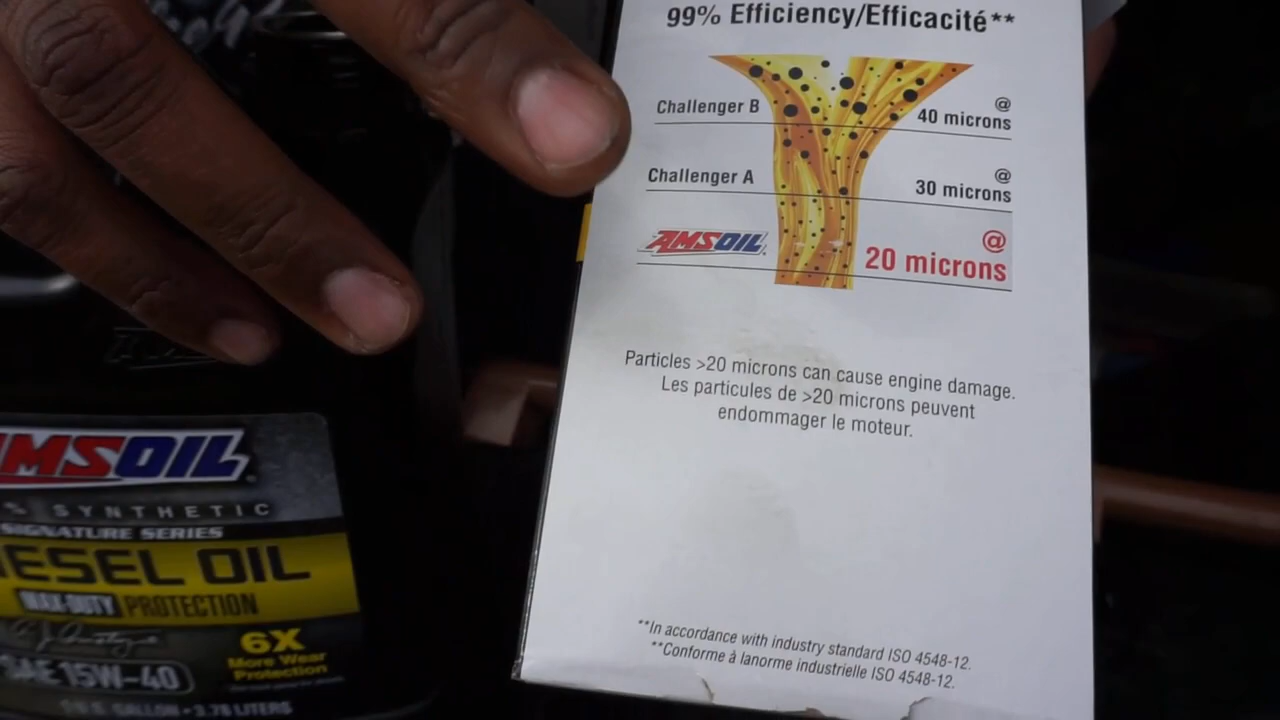 99% Efficiency/Efficacité**
Challenger B
@
40 microns
Challenger A
@
30 microns
AMSOIL
@
20 microns
Particles >20 microns can cause engine damage.
Les particules de >20 microns peuvent
endommager le moteur.
**In accordance with industry standard ISO 4548-12.
**Conforme à lanorme industrielle ISO 4548-12.
AMSOIL
SYNTHETIC
SIGNATURE SERIES
ESEL OIL
MAX-DUTY PROTECTION
6X
More Wear
Protection
SAE 15W-40
1 U.S. GALLON • 3.78 LITERS